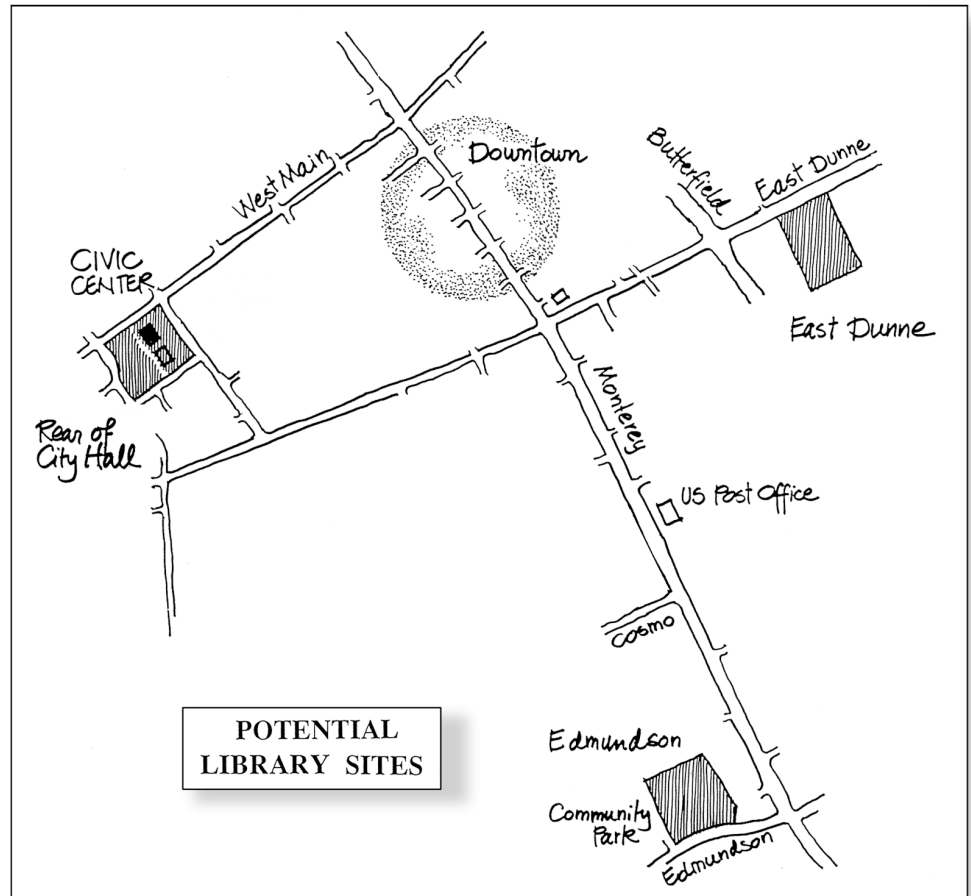 Downtown
West Main
Butterfield
East Dunne
CIVIC
CENTER
East Dunne
Rear of
City Hall
Monterey
US Post Office
Cosmo
POTENTIAL
LIBRARY SITES
Edmundson
Community
Park
Edmundson